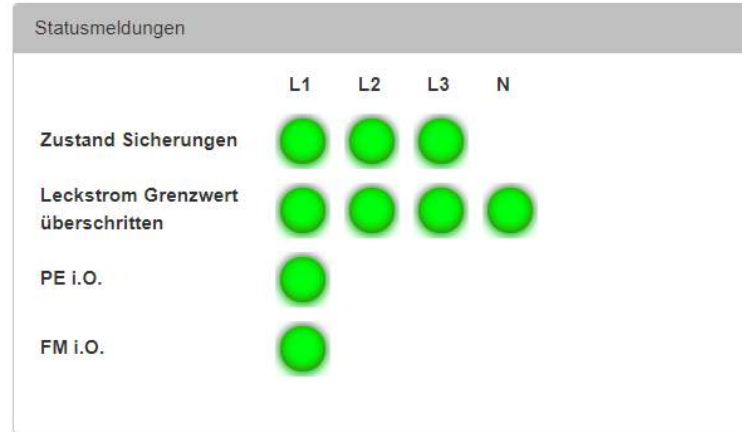 Statusmeldungen
L1 L2 L3 N
Zustand Sicherungen
Leckstrom Grenzwert
überschritten
PE i.O.
FM i.O.